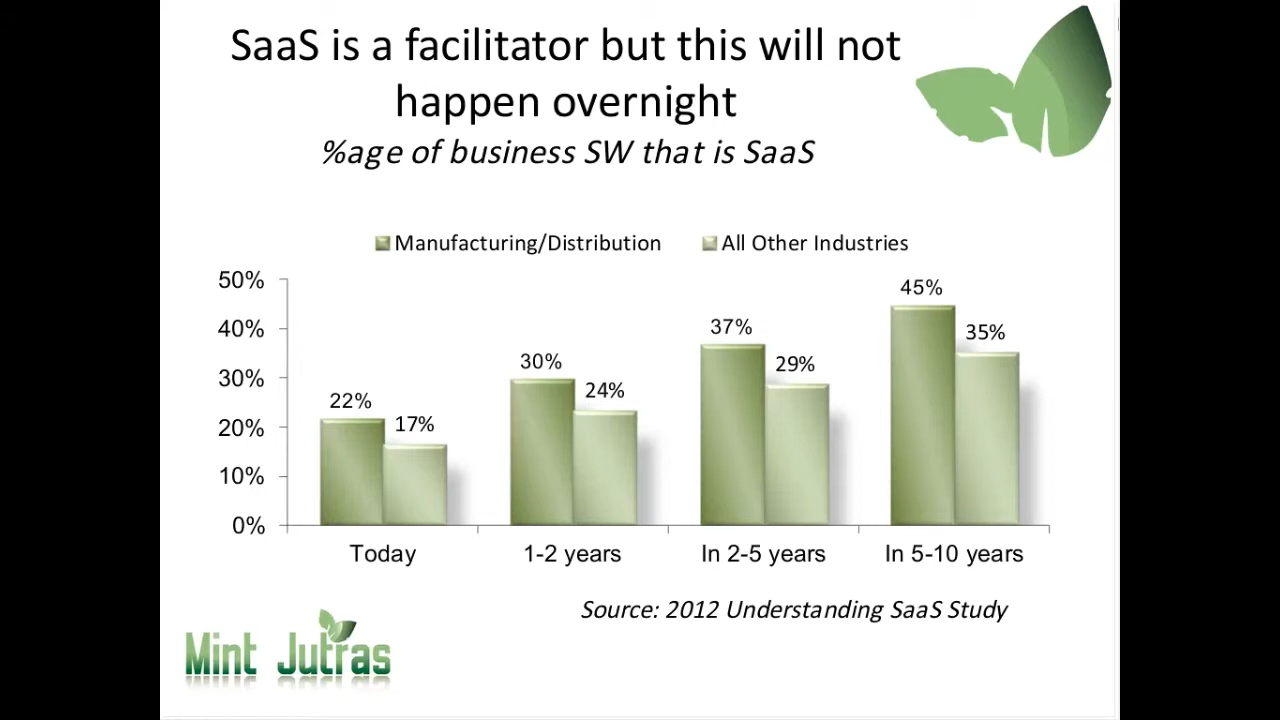 SaaS is a facilitator but this will not
happen overnight
%age of business SW that is SaaS
Manufacturing/Distribution All Other Industries
50%
40%
30%
20%
10%
0%
22%
17%
30%
24%
37%
29%
45%
35%
Today 1-2 years In 2-5 years In 5-10 years
Source: 2012 Understanding SaaS Study
Mint Jutras